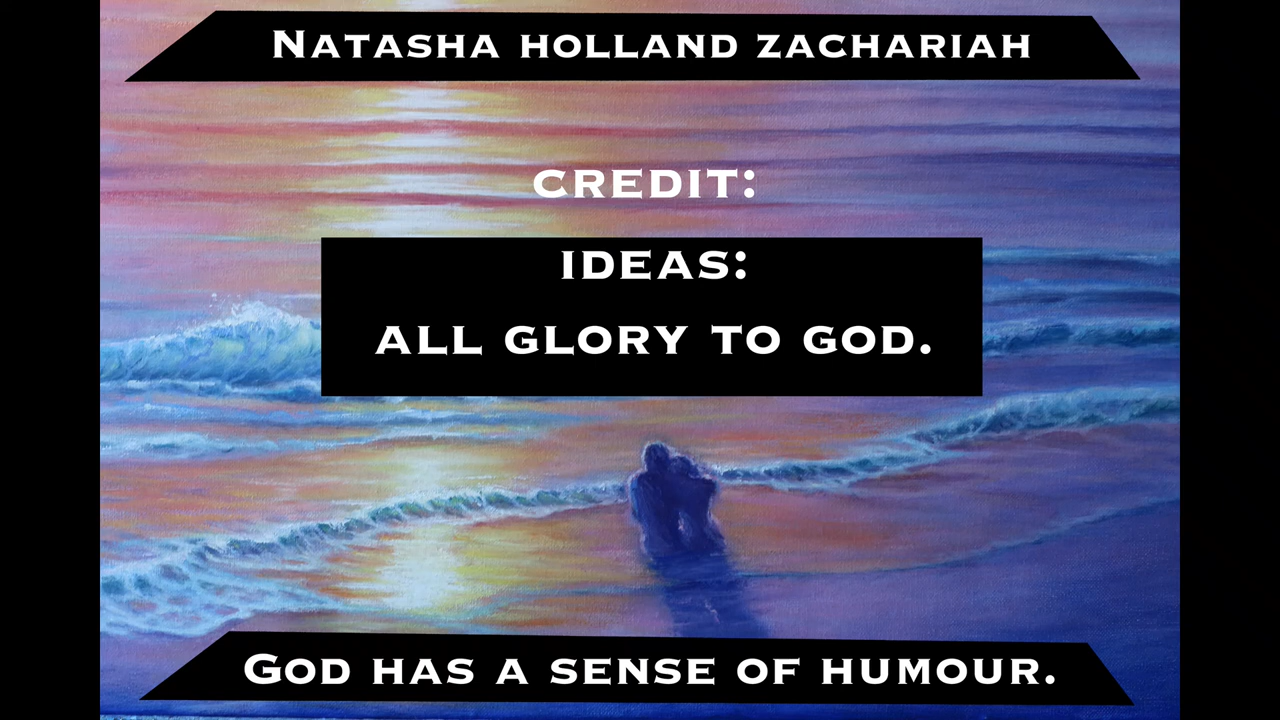 Natasha holland zachariah
credit:
ideas:
all glory to god.
God has a sense of humour.